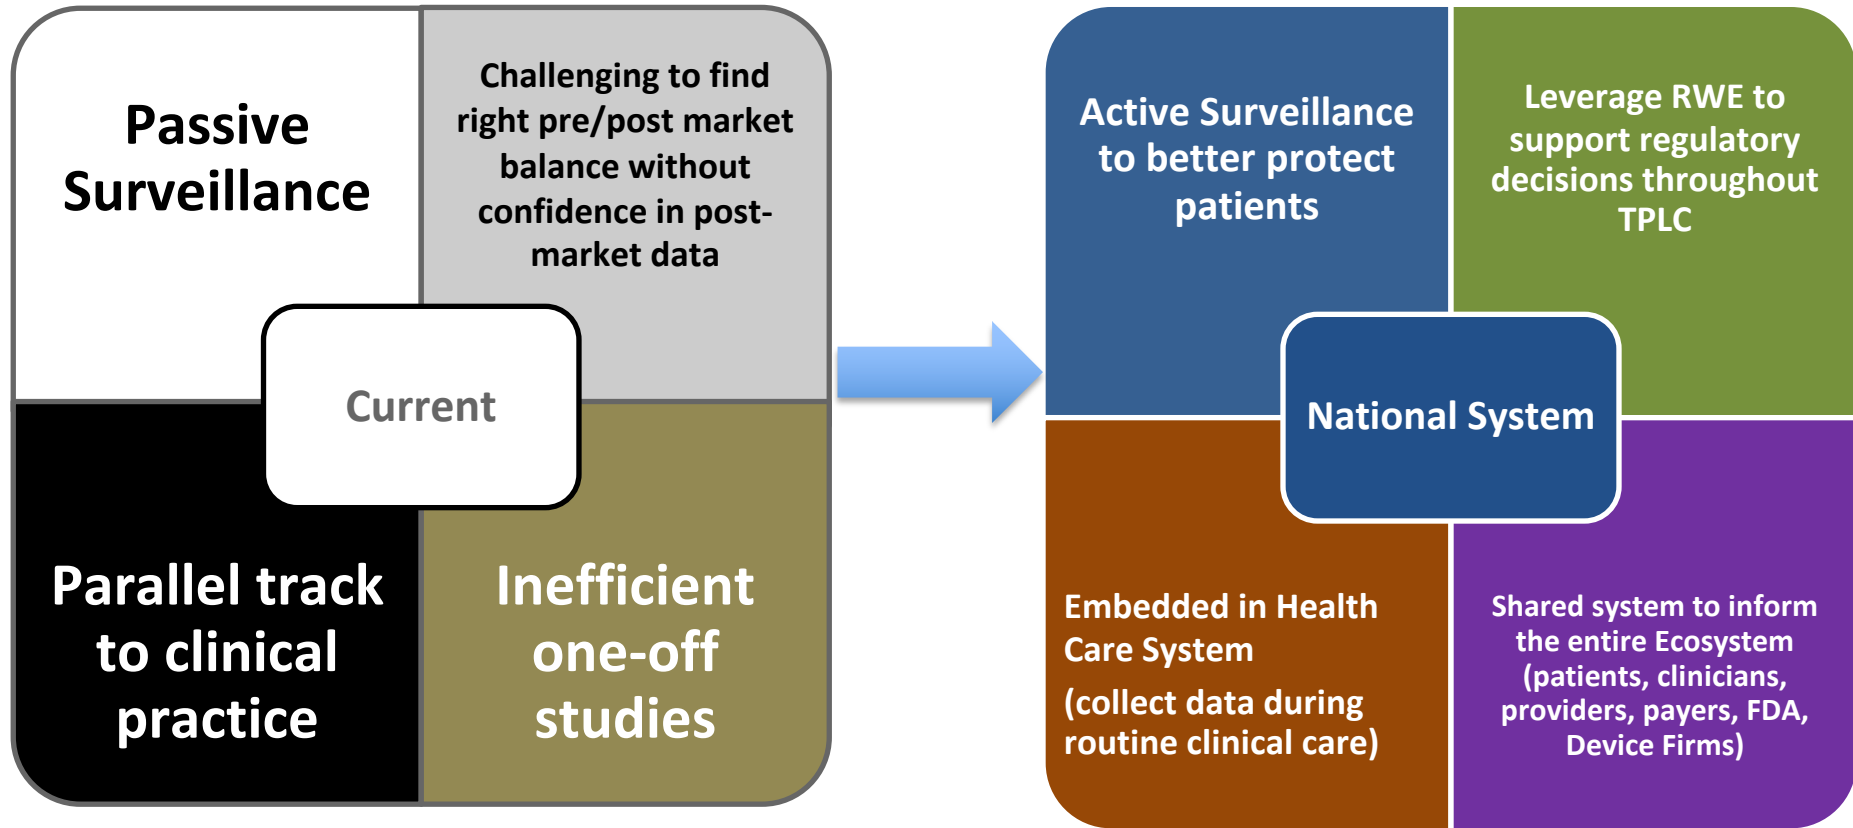 Passive
Surveillance
Challenging to find
right pre/post market
balance without
confidence in post-
market data
Current
Parallel track
to clinical
practice
Inefficient
one-off
studies
Active Surveillance
to better protect
patients
Leverage RWE to
support regulatory
decisions throughout
TPLC
National System
Embedded in Health
Care System
(collect data during
routine clinical care)
Shared system to inform
the entire Ecosystem
(patients, clinicians,
providers, payers, FDA,
Device Firms)